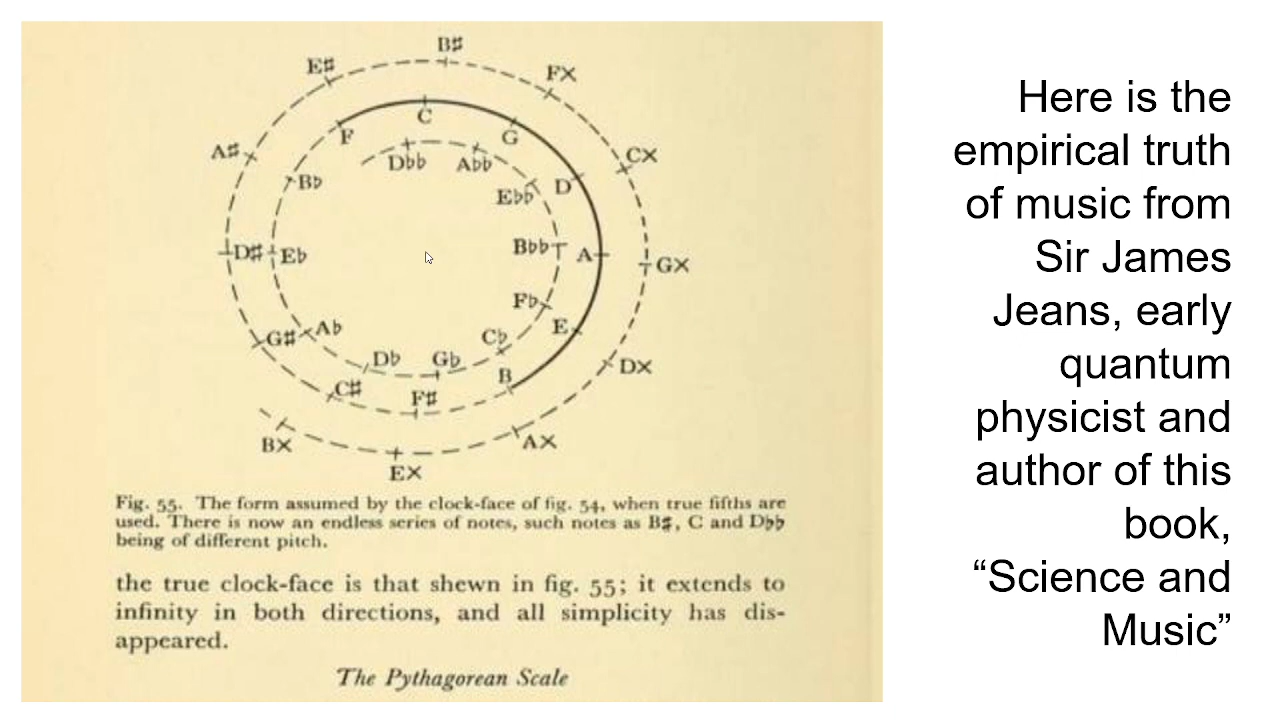 B♯
E♯
F×
C
F
G
A♯
D♭♭
A♭♭
C×
B♭
E♭♭
D
D♯
E♭
B♭♭
A
G×
F♭
E
G♯
A♭
C♭
D♭
G♭
B
D×
C♯
F♯
B×
A×
E×
Fig. 55. The form assumed by the clock-face of fig. 54, when true fifths are
used. There is now an endless series of notes, such notes as B♯, C and D♭♭
being of different pitch.
the true clock-face is that shewn in fig. 55; it extends to
infinity in both directions, and all simplicity has dis-
appeared.
The Pythagorean Scale
Here is the
empirical truth
of music from
Sir James
Jeans, early
quantum
physicist and
author of this
book,
“Science and
Music”